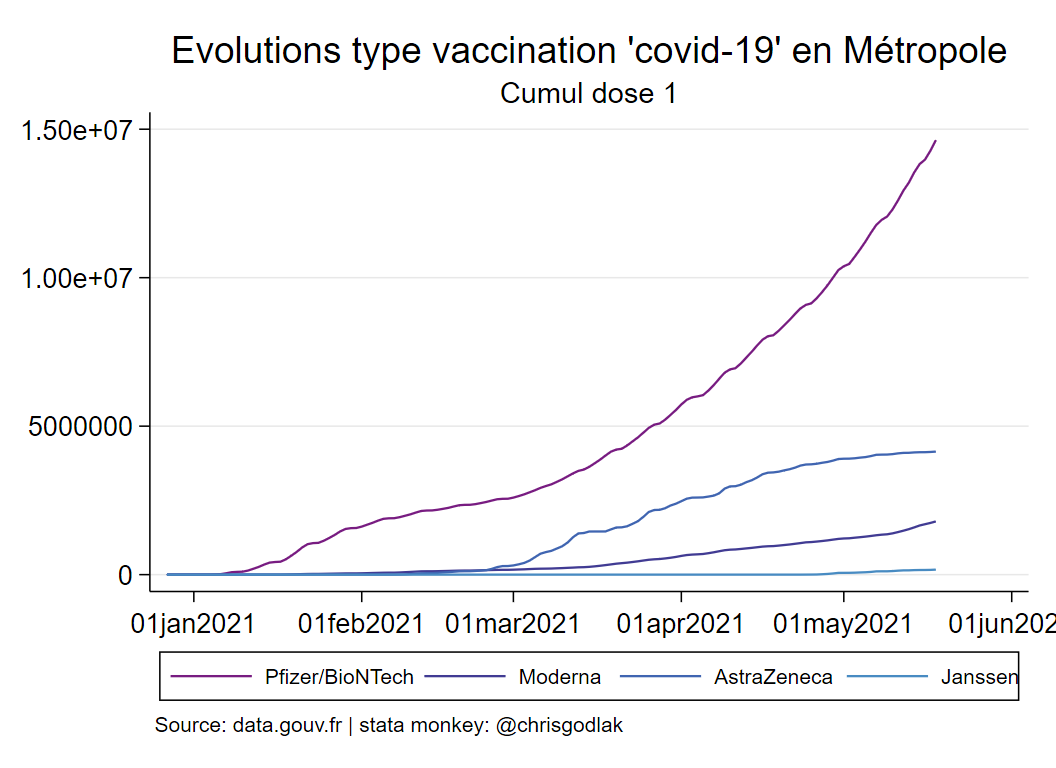 Evolutions type vaccination 'covid-19' en Métropole
Cumul dose 1
1.50e+07
1.00e+07
5000000
0
01jan2021 01feb2021 01mar2021 01apr2021 01may2021 01jun202
Pfizer/BioNTech Moderna AstraZeneca Janssen
Source: data.gouv.fr | stata monkey: @chrisgodlak